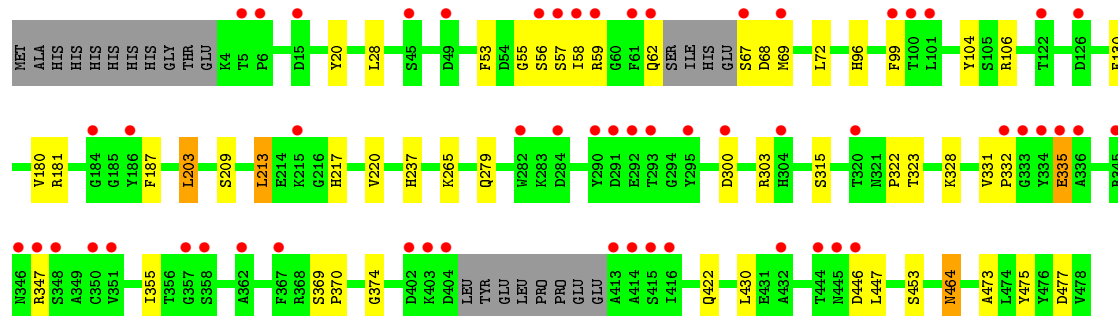 MET ALA HIS HIS HIS HIS HIS HIS GLY THR GLU K4 T5 P6 D15 Y20 L28 S45 D49 F53 D54 G55 S56 S57 I58 R59 G60 F61 Q62 SER ILE HIS GLU S67 D68 M69 L72 H96 F99 T100 L101 Y104 S105 R106 T122 D126
V180 R181 G184 G185 Y186 F187 L203 S209 L213 E214 K215 G216 H217 V220 H237 K265 Q279 W282 K283 D284 Y290 D291 E292 T293 G294 Y295 D300 R303 H304 S315 T320 N321 P322 T323 K328 V331 P332 G333 Y334 E335 A336
N346 R347 S348 A349 C350 V351 I355 T356 G357 S358 A362 F367 R368 S369 P370 G374 D402 K403 D404 LEU TYR GLU LEU PRO PRO GLU GLU A413 A414 S415 I416 Q422 L430 E431 A432 T444 N445 D446 L447 S453 N464 A473 L474 Y475 Y476 D477 V478